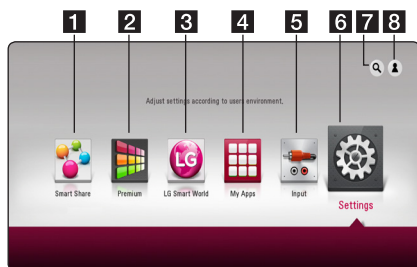 1 2 3 4 5 6 7 8
Adjust settings according to users environment.
LG
Smart Share Premium LG Smart World My Apps Input
Settings